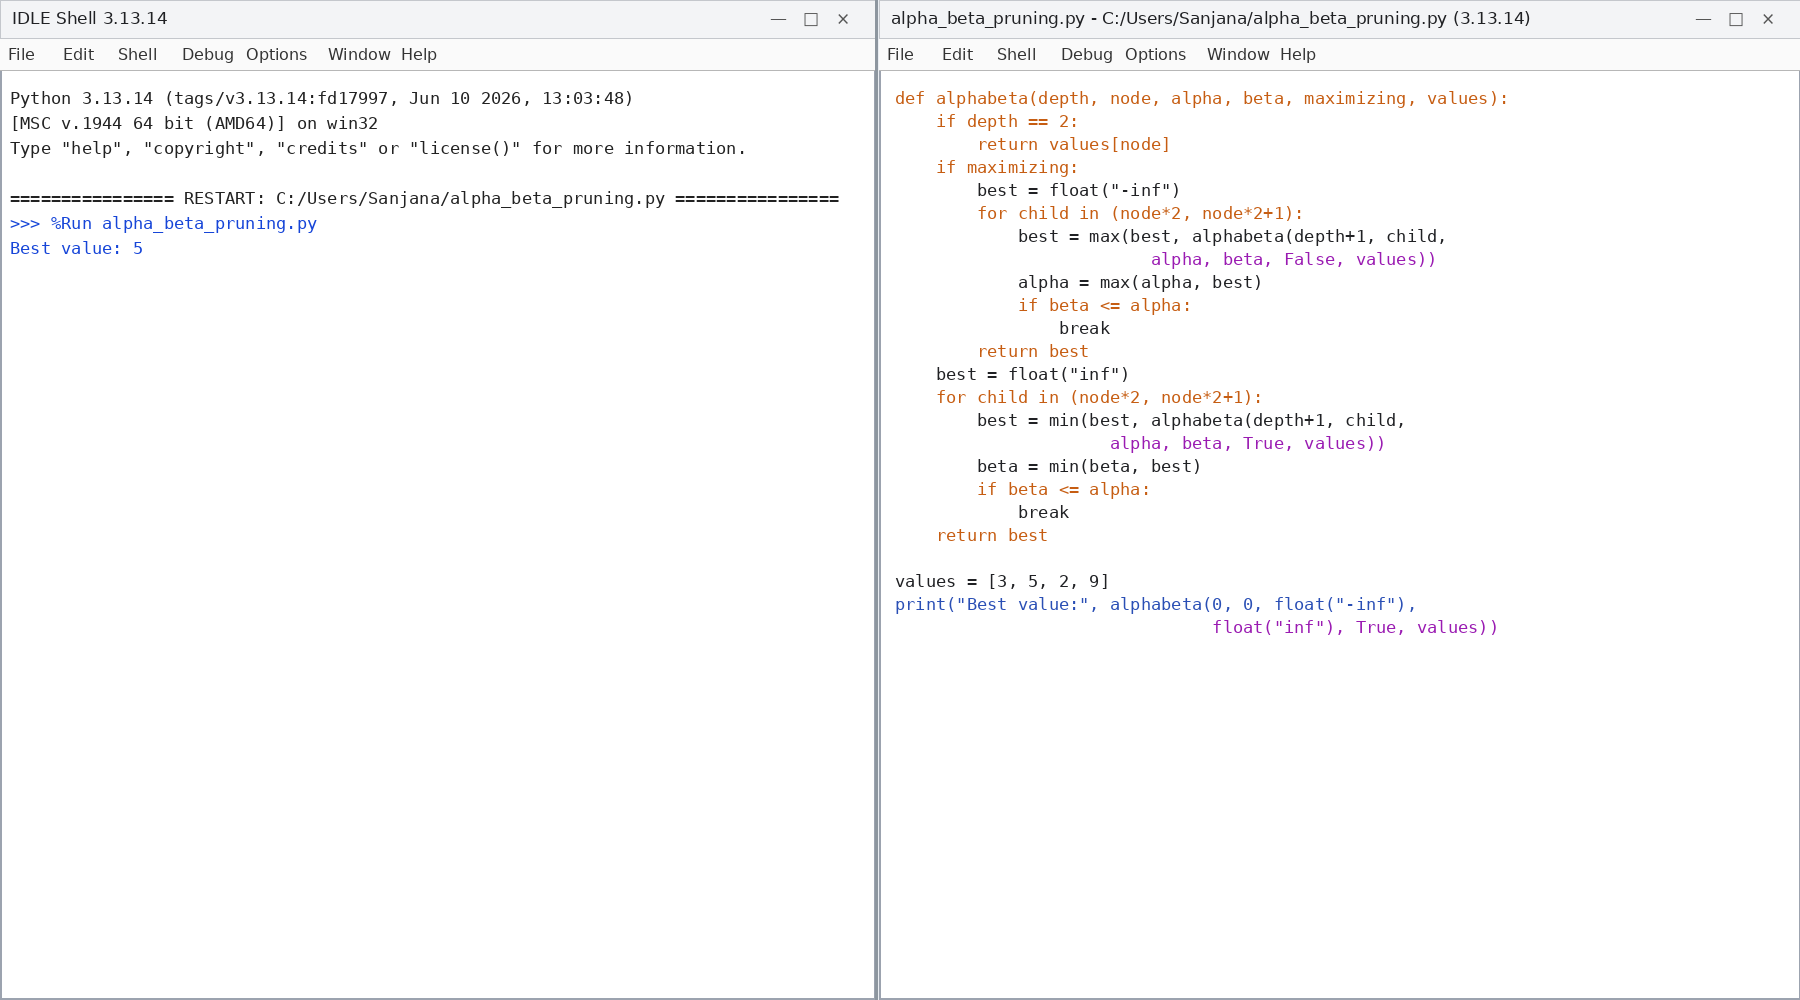 IDLE Shell 3.13.14
File Edit Shell Debug Options Window Help
Python 3.13.14 (tags/v3.13.14:fd17997, Jun 10 2026, 13:03:48)
[MSC v.1944 64 bit (AMD64)] on win32
Type "help", "copyright", "credits" or "license()" for more information.

================ RESTART: C:/Users/Sanjana/alpha_beta_pruning.py ================
>>> %Run alpha_beta_pruning.py
Best value: 5
alpha_beta_pruning.py - C:/Users/Sanjana/alpha_beta_pruning.py (3.13.14)
File Edit Shell Debug Options Window Help
def alphabeta(depth, node, alpha, beta, maximizing, values):
    if depth == 2:
        return values[node]
    if maximizing:
        best = float("-inf")
        for child in (node*2, node*2+1):
            best = max(best, alphabeta(depth+1, child,
                         alpha, beta, False, values))
            alpha = max(alpha, best)
            if beta <= alpha:
                break
        return best
    best = float("inf")
    for child in (node*2, node*2+1):
        best = min(best, alphabeta(depth+1, child,
                     alpha, beta, True, values))
        beta = min(beta, best)
        if beta <= alpha:
            break
    return best

values = [3, 5, 2, 9]
print("Best value:", alphabeta(0, 0, float("-inf"),
                               float("inf"), True, values))